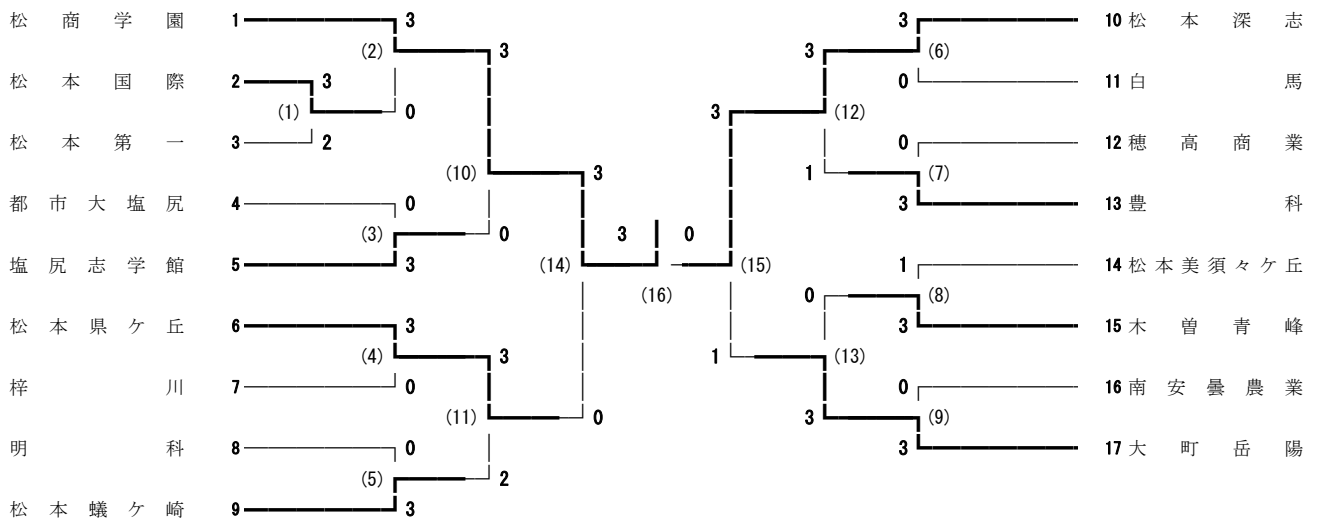 松商学園 1 3 3 10 松本深志
(2) 3 3 (6)
松本国際 2 3 0 11 白馬
(1) 0 3 (12)
松本第一 3 2 0 12 穂高商業
(10) 3 1 (7)
都市大塩尻 4 0 3 13 豊科
(3) 0 3 0
塩尻志学館 5 3 (14) (15) 1 14 松本美須々ケ丘
(16) 0 (8)
松本県ケ丘 6 3 3 15 木曽青峰
(4) 3 1 (13)
梓川 7 0 0 16 南安曇農業
(11) 0 3 (9)
明科 8 0 3 17 大町岳陽
(5) 2
松本蟻ケ崎 9 3